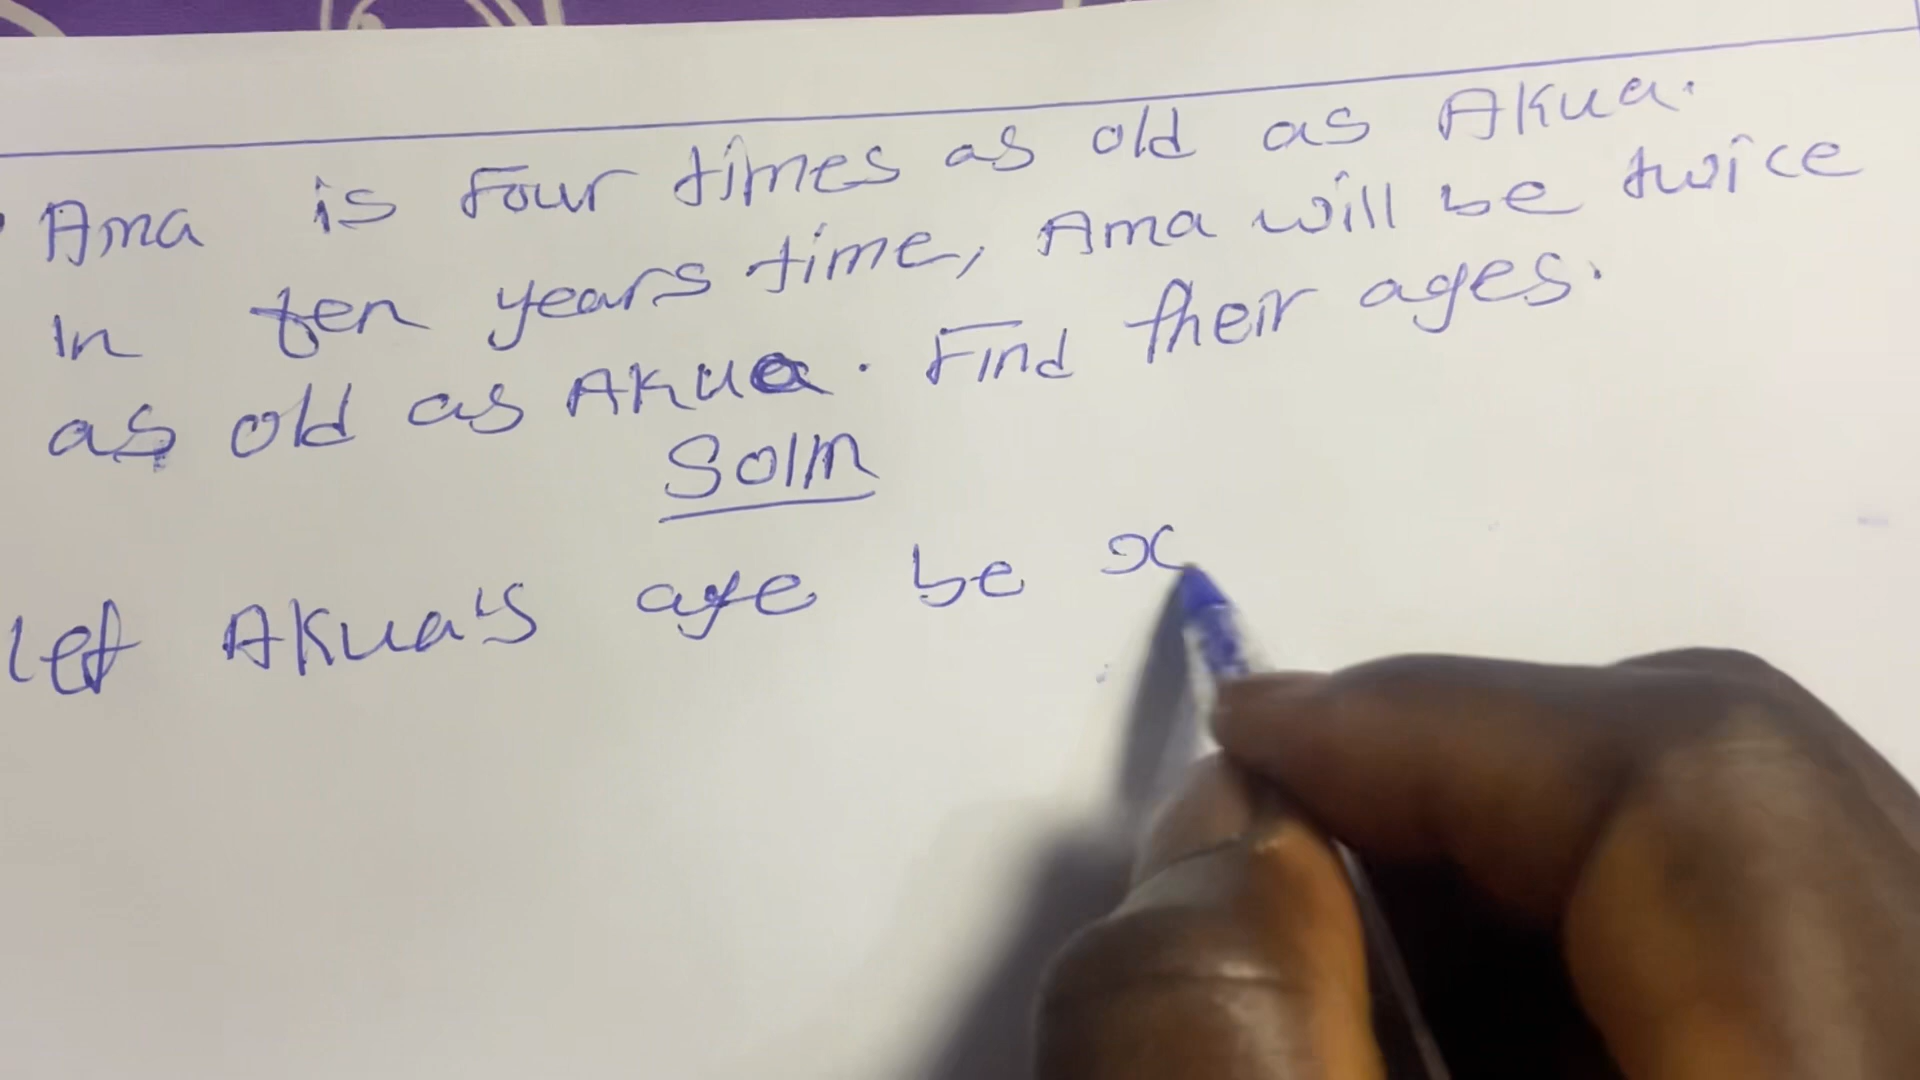 Ama is Four times as old as Akua.
In ten years time, Ama will be twice
as old as Akua. Find their ages.
Soln
Let Akua's age be x